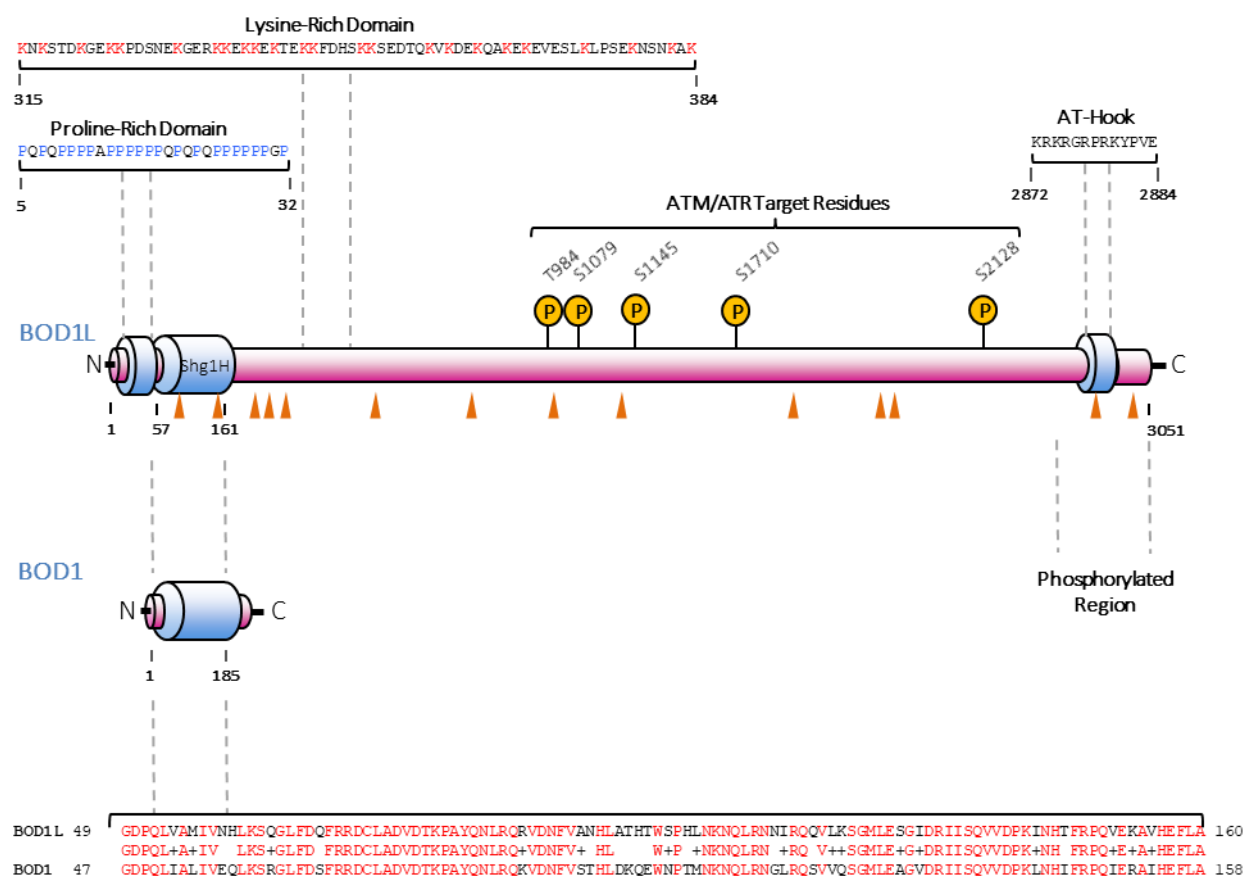 Lysine-Rich Domain
KNKSTDKGEKKPDSNEKGERKKEKKEKTEKKFDHSKKSEDTQKVKDEKQAKEKEVESLKLPSEKNSNKAK
315 384
Proline-Rich Domain
PQPQPPPPAPPPPPPQPQPQPPPPPPGP
5 32
AT-Hook
KRKRGRPRKYPVE
2872 2884
ATM/ATR Target Residues
T984 S1079 S1145 S1710 S2128
P P P P P
BOD1L
N Shg1H C
1 57 161 3051
BOD1
N C
1 185
Phosphorylated
Region
BOD1L 49 GDPQLVAMIVNHLKSQGLFDQFRRDCLADVDTKPAYQNLRQRVDNFVANHLATHTWSPHLNKNQLRNNIRQQVLKSGMLESGIDRIISQVVDPKINHTFRPQVEKAVHEFLA 160
GDPQL+A+IV LKS+GLFD FRRDCLADVDTKPAYQNLRQ+VDNFV+ HL W+P +NKNQLRN +RQ V++SGMLE+G+DRIISQVVDPK+NH FRPQ+E+A+HEFLA
BOD1 47 GDPQLIALIVEQLKSRGLFDSFRRDCLADVDTKPAYQNLRQKVDNFVSTHLDKQEWNPTMNKNQLRNGLRQSVVQSGMLEAGVDRIISQVVDPKLNHIFRPQIERAIHEFLA 158